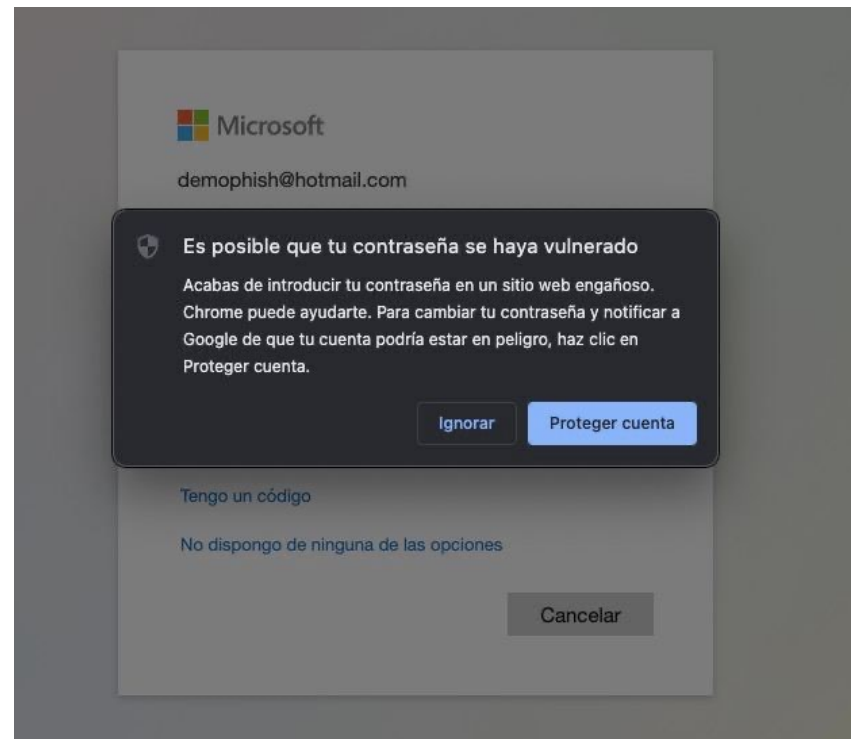 Microsoft
demophish@hotmail.com
Es posible que tu contraseña se haya vulnerado
Acabas de introducir tu contraseña en un sitio web engañoso.
Chrome puede ayudarte. Para cambiar tu contraseña y notificar a
Google de que tu cuenta podría estar en peligro, haz clic en
Proteger cuenta.
Ignorar
Proteger cuenta
Tengo un código
No dispongo de ninguna de las opciones
Cancelar